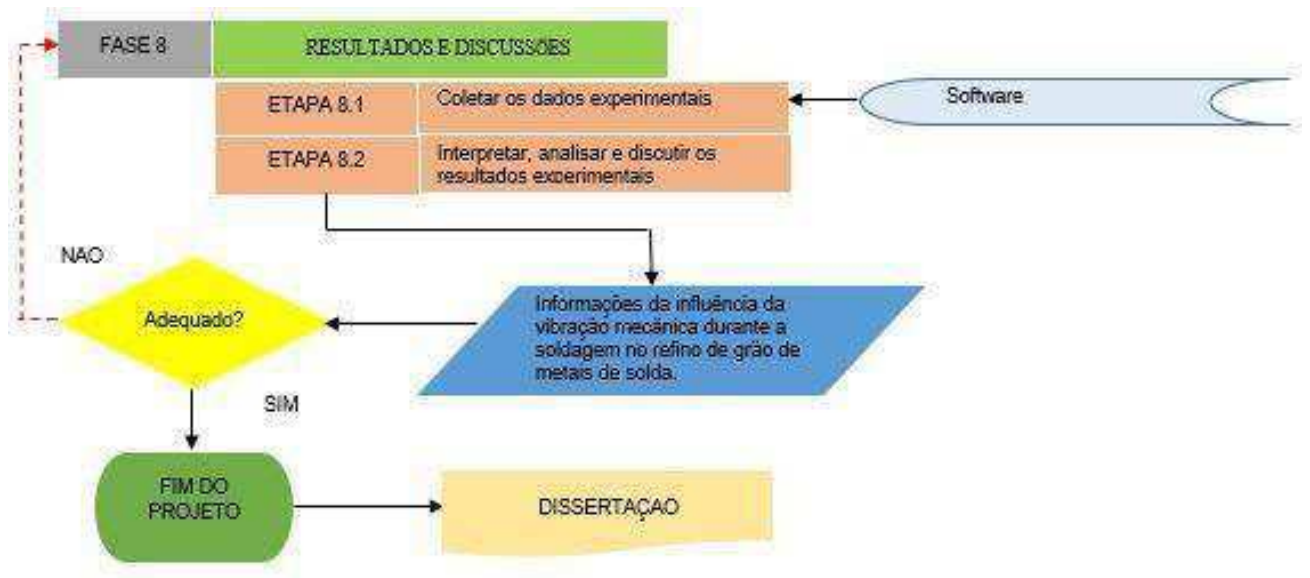 FASE 8
RESULTADOS E DISCUSSÕES
ETAPA 8.1
Coletar os dados experimentais
Software
ETAPA 8.2
Interpretar, analisar e discutir os
resultados experimentais
NAO
Adequado?
Informações da influência da
vibração mecânica durante a
soldagem no refino de grão de
metais de solda.
SIM
FIM DO
PROJETO
DISSERTAÇAO